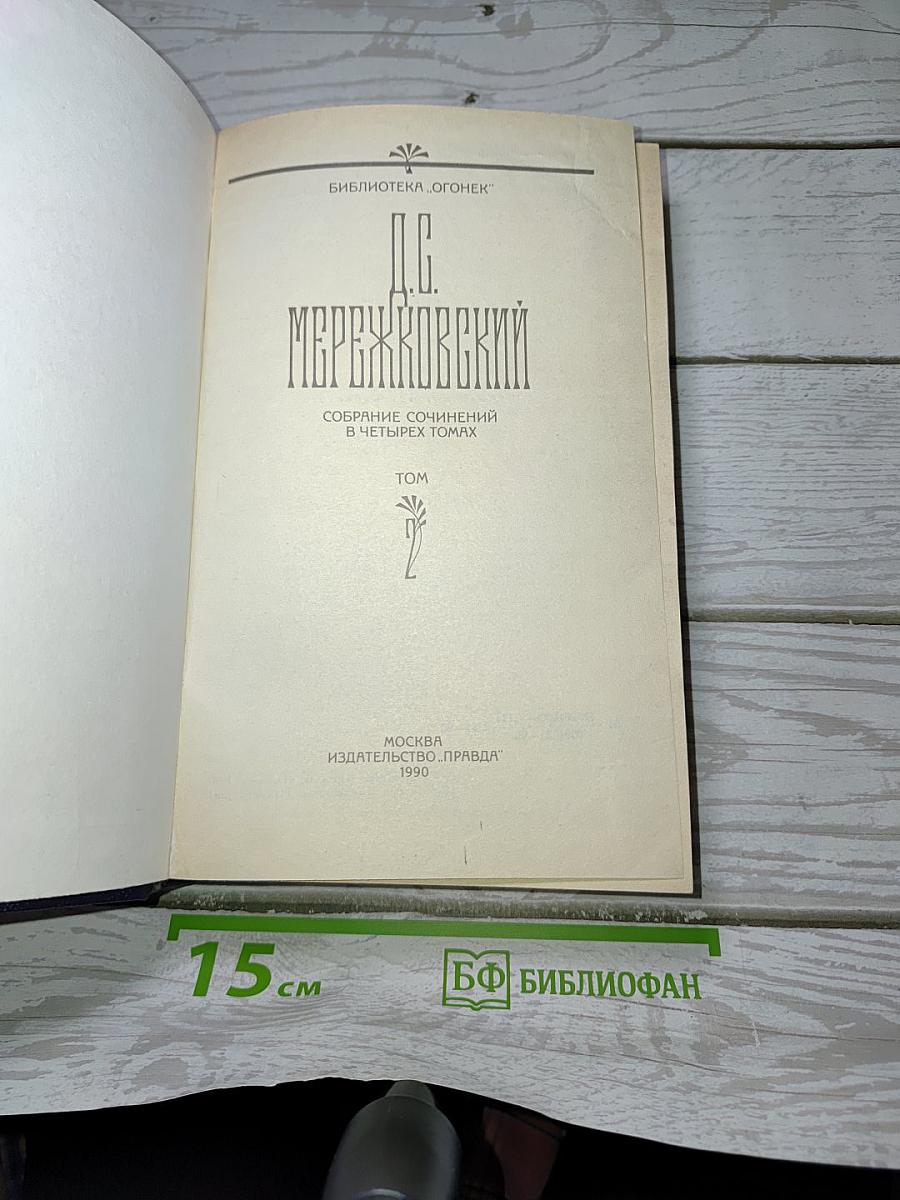 БИБЛИОТЕКА „ОГОНЕК"
Д.С.
МЕРЕЖКОВСКИЙ
СОБРАНИЕ СОЧИНЕНИЙ
В ЧЕТЫРЕХ ТОМАХ
ТОМ
2
МОСКВА
ИЗДАТЕЛЬСТВО „ПРАВДА"
1990
15 см
БФ БИБЛИОФАН